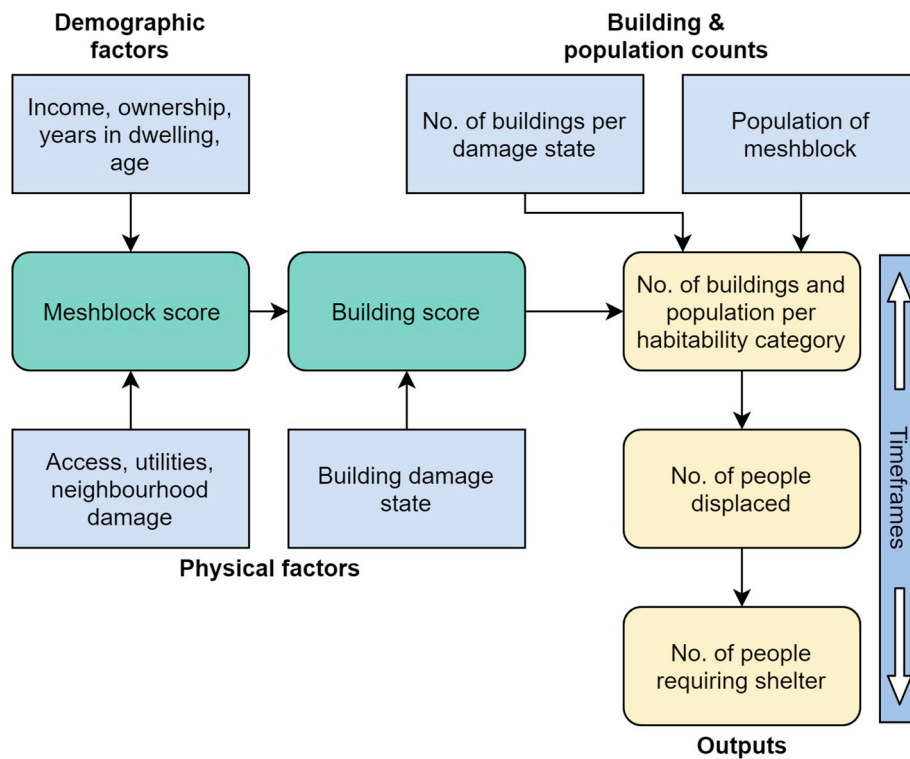 Demographic
factors
Building &
population counts
Income, ownership,
years in dwelling,
age
No. of buildings per
damage state
Population of
meshblock
Meshblock score
Building score
No. of buildings and
population per
habitability category
Timeframes
Access, utilities,
neighbourhood
damage
Building damage
state
No. of people
displaced
Physical factors
No. of people
requiring shelter
Outputs